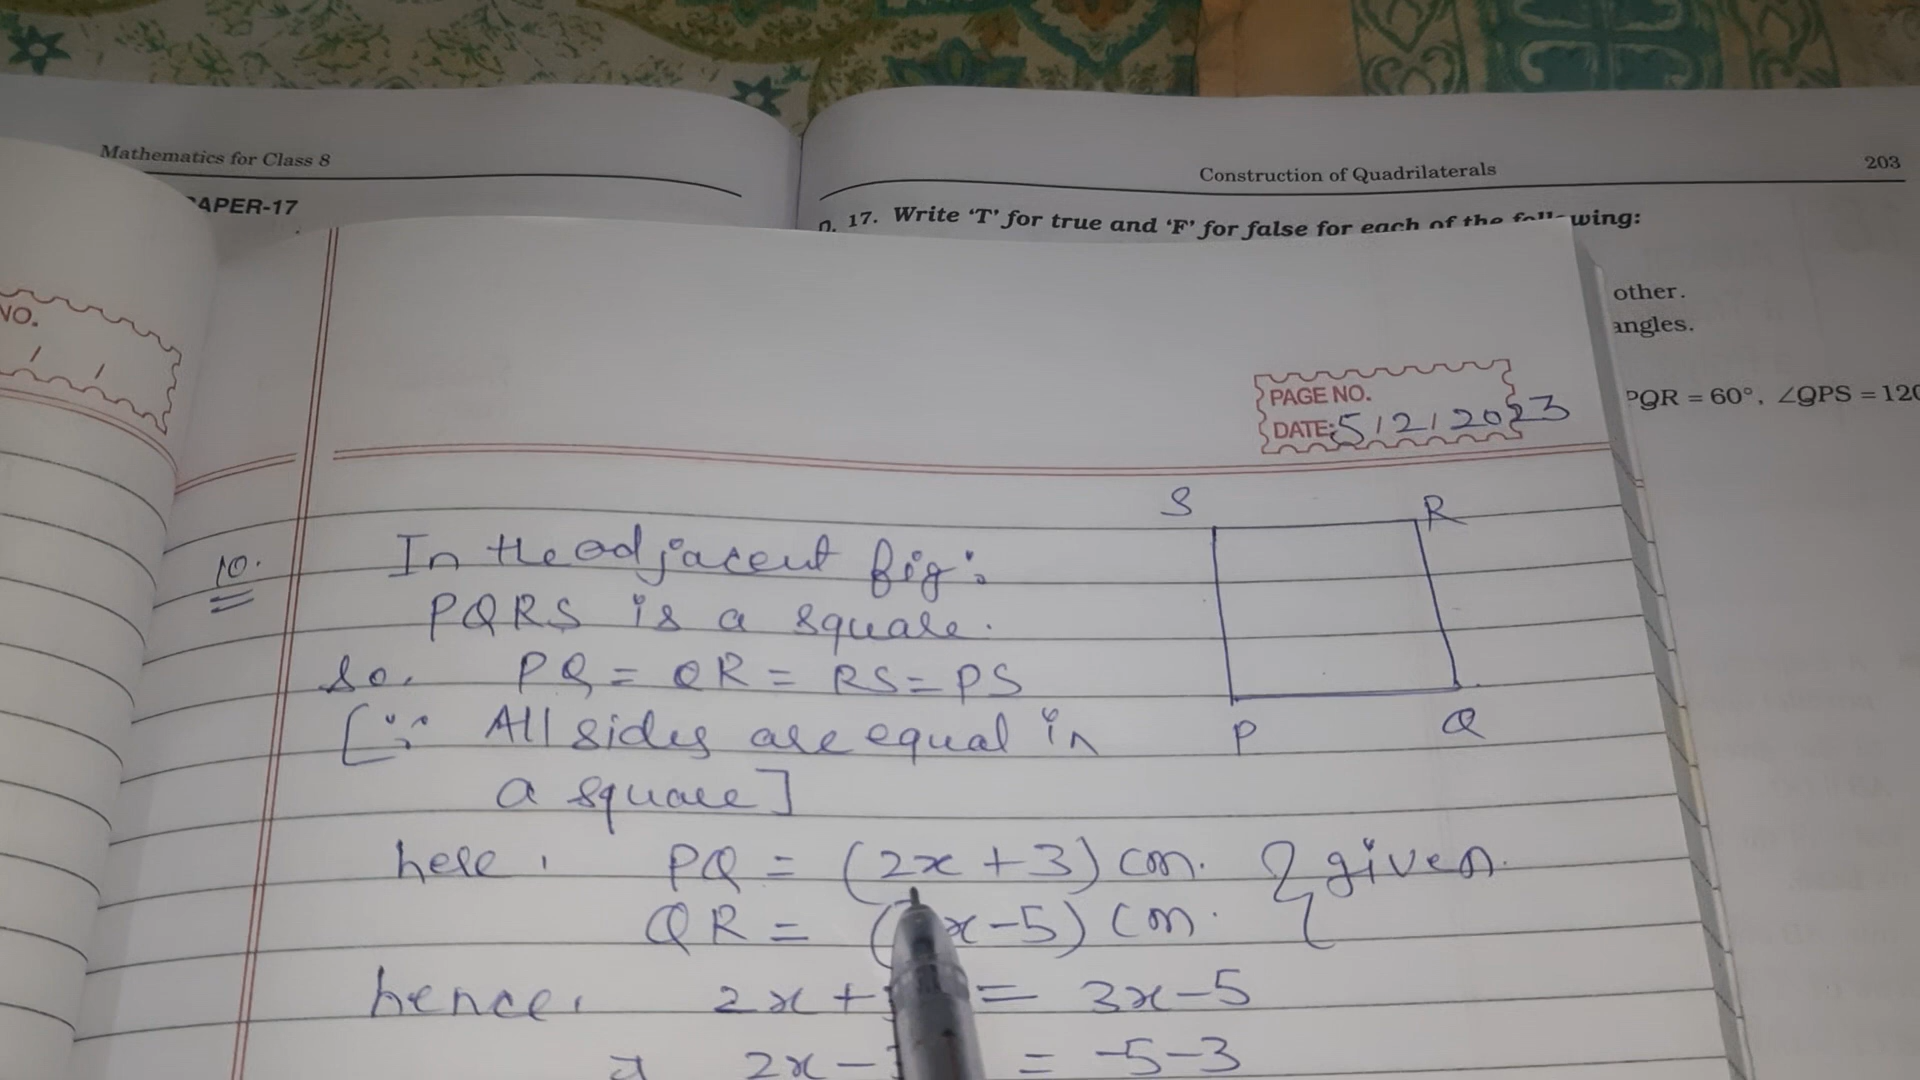 Mathematics for Class 8
APER-17
Construction of Quadrilaterals 203
17. Write 'T' for true and 'F' for false for each of the following:
other.
angles.
PQR = 60°, ∠QPS = 120
NO.
PAGE NO.
DATE: 5/2/2023
S R
10. In the adjacent fig:
PQRS is a square.
So, PQ = QR = RS = PS
[∵ All sides are equal in
P Q
a square]
here, PQ = (2x + 3) cm. } given.
QR = ( x - 5) cm.
hence, 2x + = 3x - 5
⇒ 2x - 3 = -5 - 3